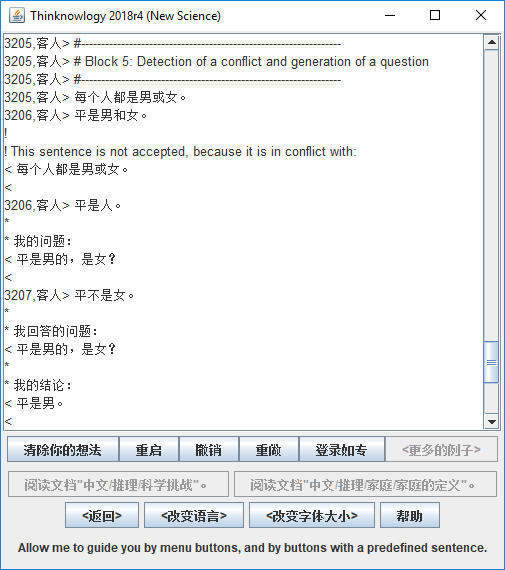 Thinknowlogy 2018r4 (New Science)
3205,客人> #-----------------------------------------------------------------
3205,客人> # Block 5: Detection of a conflict and generation of a question
3205,客人> #-----------------------------------------------------------------
3205,客人> 每个人都是男或女。
3206,客人> 平是男和女。
!
! This sentence is not accepted, because it is in conflict with:
< 每个人都是男或女。
<
3206,客人> 平是人。
*
* 我的问题：
< 平是男的，是女？
<
3207,客人> 平不是女。
*
* 我回答的问题：
< 平是男的，是女？
*
* 我的结论：
< 平是男。
<
清除你的想法 重启 撤销 重做 登录如专 <更多的例子>
阅读文档"中文/推理/科学挑战"。 阅读文档"中文/推理/家庭/家庭的定义"。
<返回> <改变语言> <改变字体大小> 帮助
Allow me to guide you by menu buttons, and by buttons with a predefined sentence.